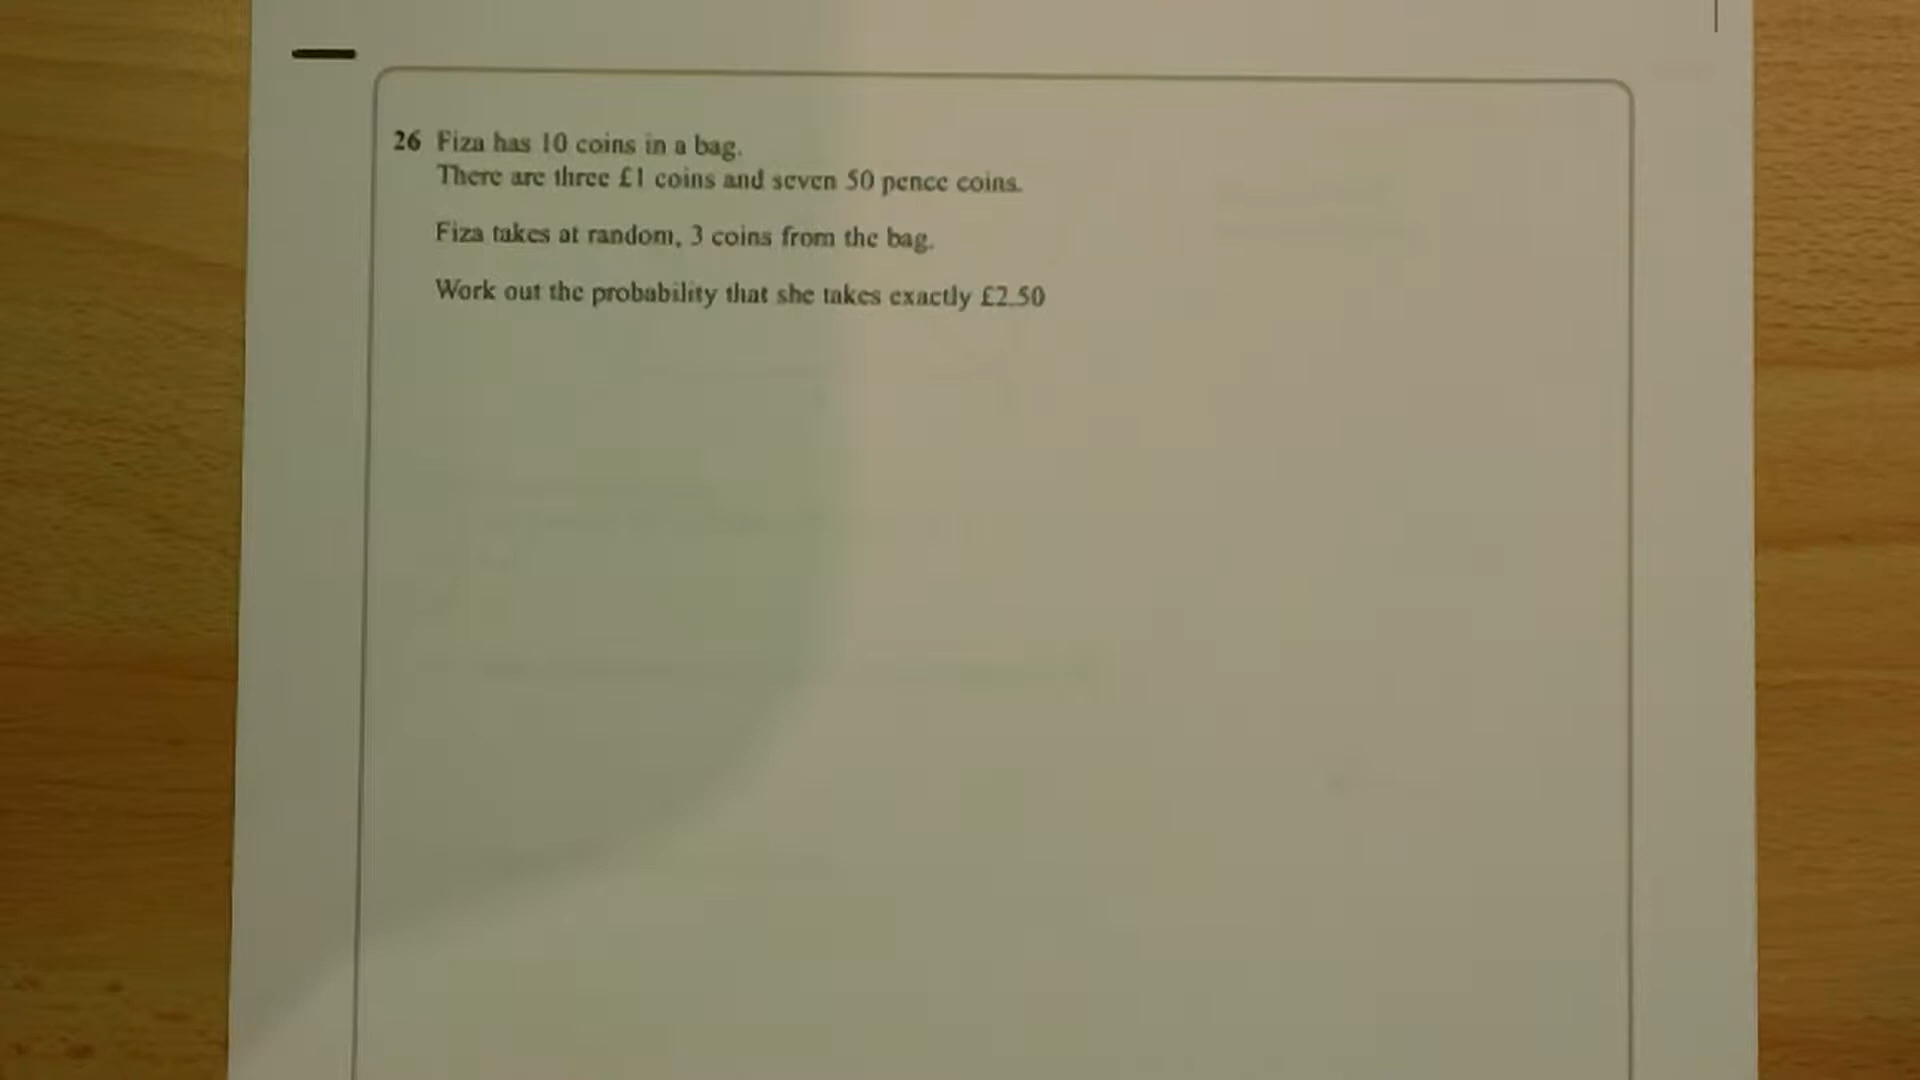 26 Fiza has 10 coins in a bag.
There are three £1 coins and seven 50 pence coins.
Fiza takes at random, 3 coins from the bag.
Work out the probability that she takes exactly £2.50